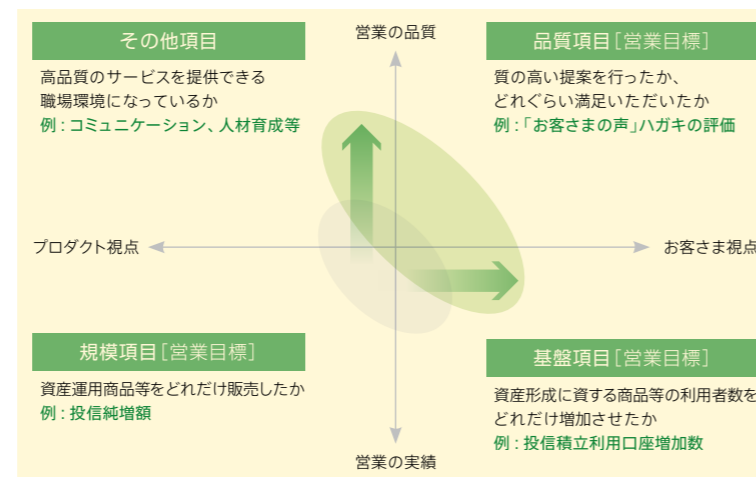 営業の品質
その他項目
高品質のサービスを提供できる
職場環境になっているか
例：コミュニケーション、人材育成等
品質項目［営業目標］
質の高い提案を行ったか、
どれぐらい満足いただいたか
例：「お客さまの声」ハガキの評価
プロダクト視点
お客さま視点
規模項目［営業目標］
資産運用商品等をどれだけ販売したか
例：投信純増額
基盤項目［営業目標］
資産形成に資する商品等の利用者数を
どれだけ増加させたか
例：投信積立利用口座増加数
営業の実績